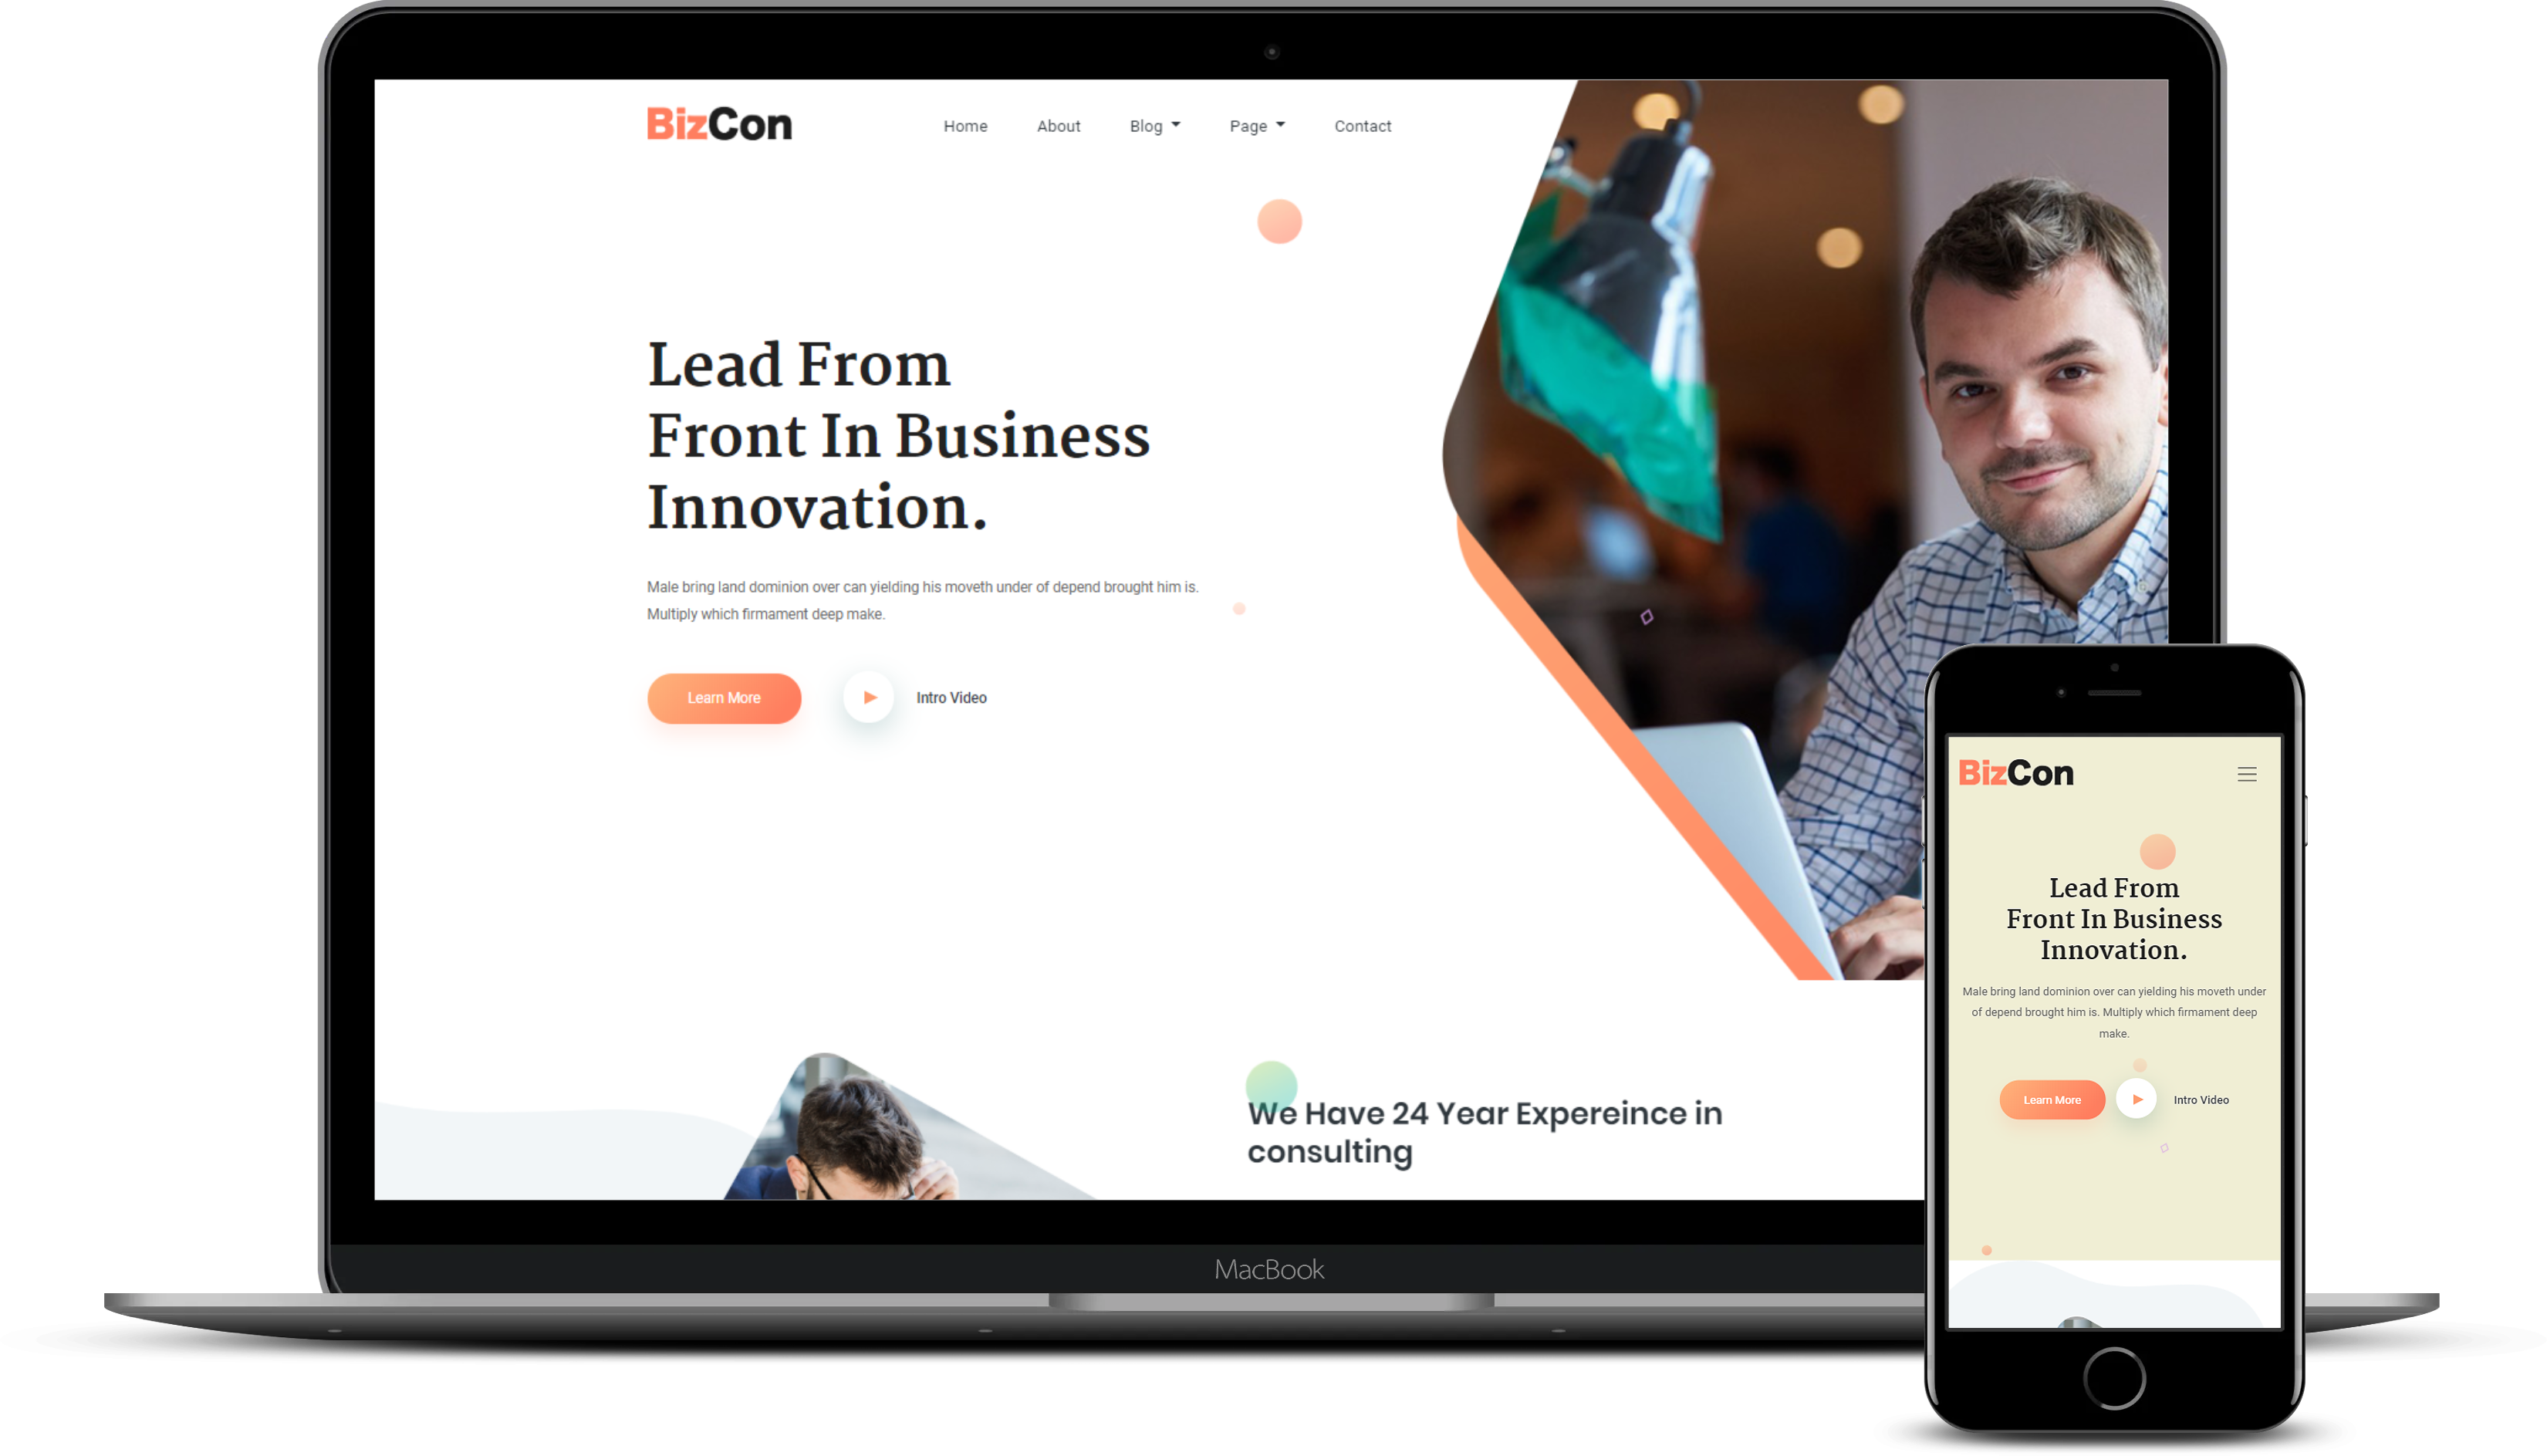 BizCon
Home About Blog Page Contact
Lead From
Front In Business
Innovation.
Male bring land dominion over can yielding his moveth under of depend brought him is.
Multiply which firmament deep make.
Learn More
Intro Video
We Have 24 Year Expereince in
consulting
MacBook
BizCon
Lead From
Front In Business
Innovation.
Male bring land dominion over can yielding his moveth under
of depend brought him is. Multiply which firmament deep
make.
Learn More
Intro Video